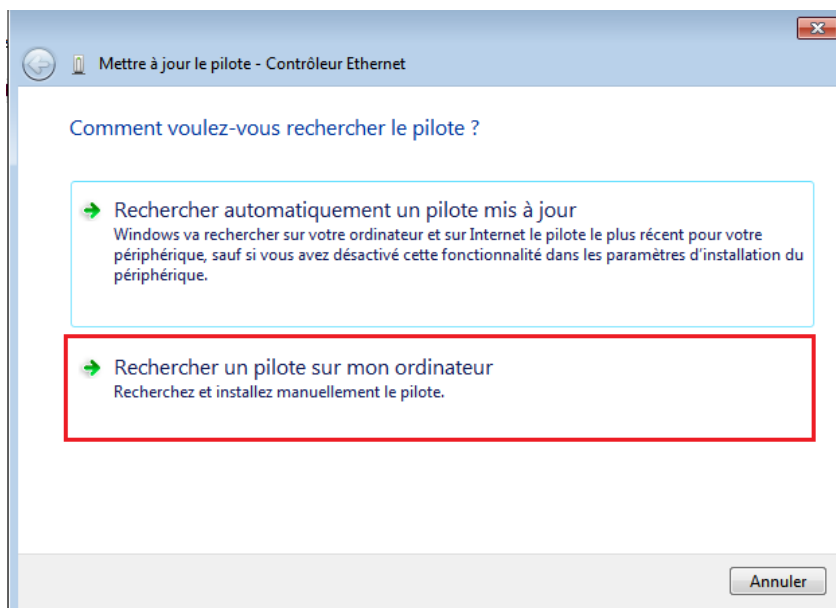 Mettre à jour le pilote - Contrôleur Ethernet
Comment voulez-vous rechercher le pilote ?
Rechercher automatiquement un pilote mis à jour
Windows va rechercher sur votre ordinateur et sur Internet le pilote le plus récent pour votre
périphérique, sauf si vous avez désactivé cette fonctionnalité dans les paramètres d'installation du
périphérique.
Rechercher un pilote sur mon ordinateur
Recherchez et installez manuellement le pilote.
Annuler